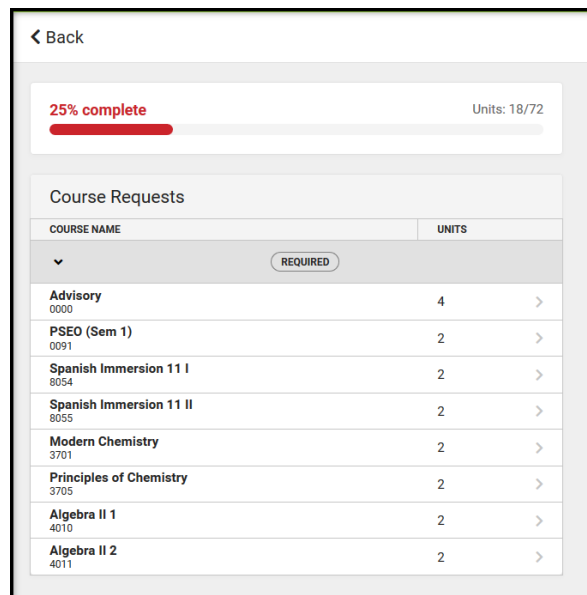 Back
25% complete Units: 18/72
Course Requests
COURSE NAME UNITS
REQUIRED
Advisory 4
0000
PSEO (Sem 1) 2
0091
Spanish Immersion 11 I 2
8054
Spanish Immersion 11 II 2
8055
Modern Chemistry 2
3701
Principles of Chemistry 2
3705
Algebra II 1 2
4010
Algebra II 2 2
4011